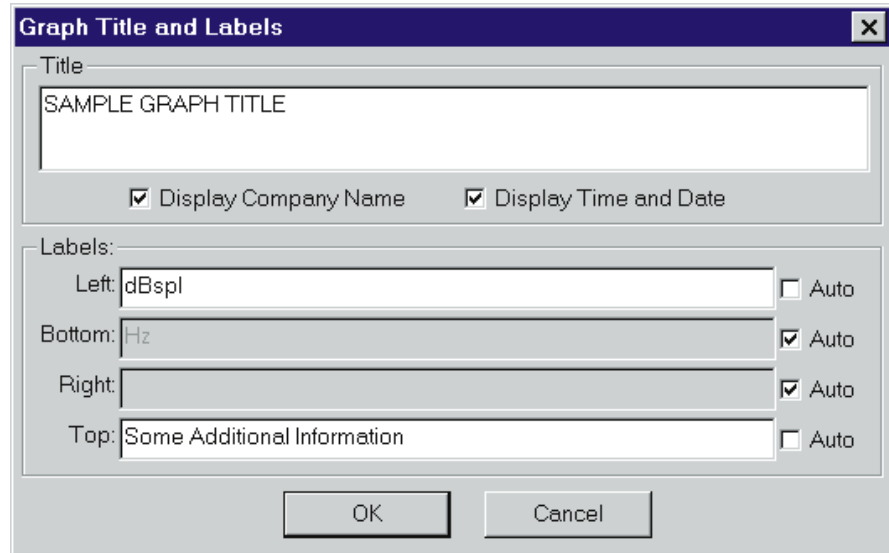 Graph Title and Labels
Title
SAMPLE GRAPH TITLE
Display Company Name Display Time and Date
Labels:
Left: dBspl Auto
Bottom: Hz Auto
Right: Auto
Top: Some Additional Information Auto
OK Cancel